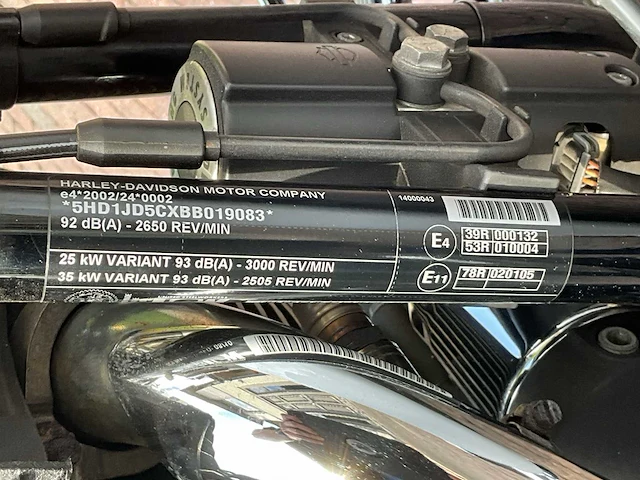 HARLEY-DAVIDSON MOTOR COMPANY
e4*2002/24*0002
*5HD1JD5CXBB019083*
92 dB(A) - 2650 REV/MIN
25 kW VARIANT 93 dB(A) - 3000 REV/MIN
35 kW VARIANT 93 dB(A) - 2505 REV/MIN
14000043
E4
39R 000132
53R 010004
E11
78R 020105